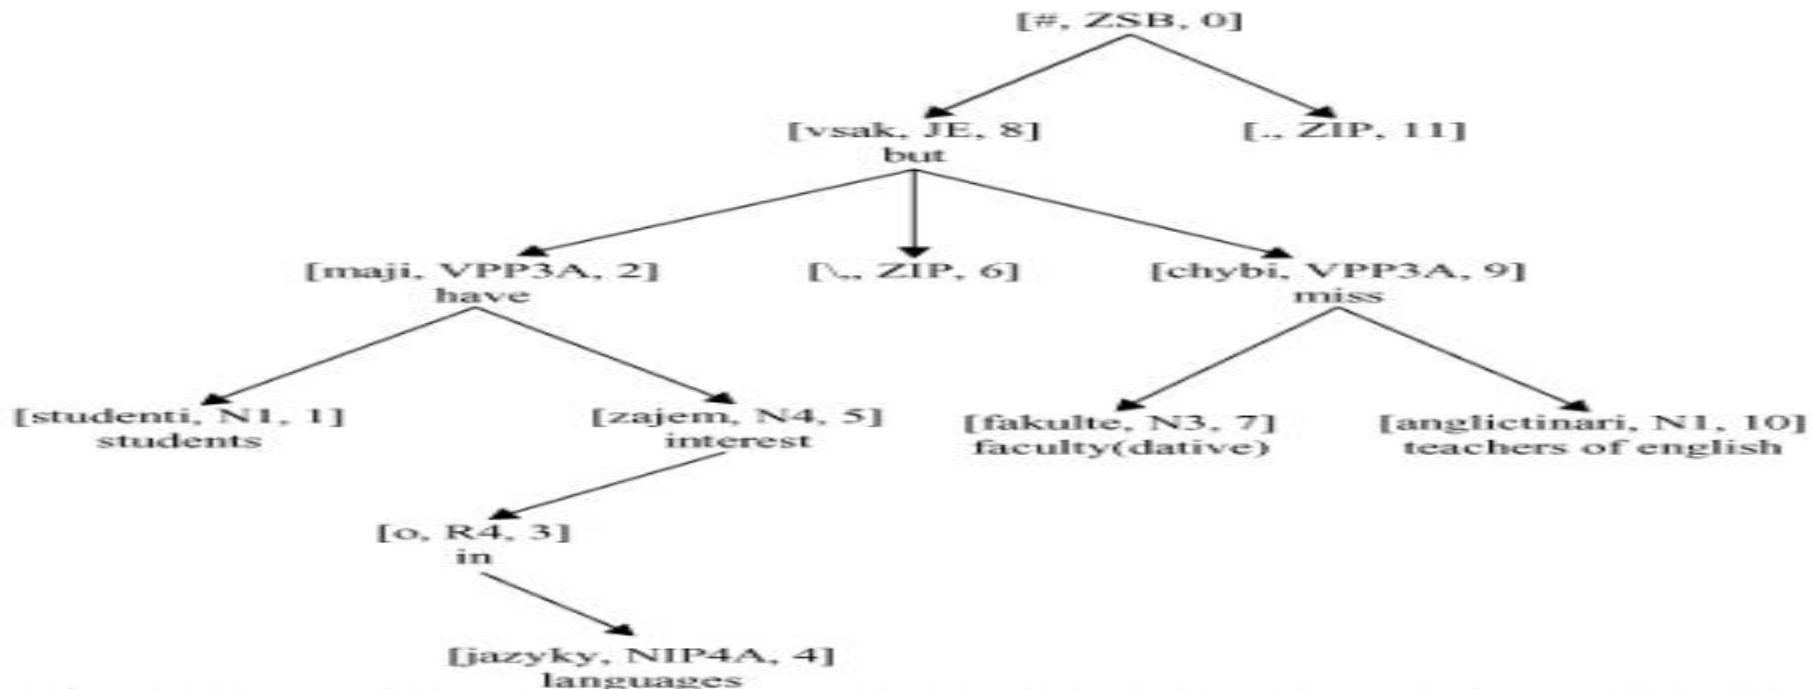 [#, ZSB, 0]
[vsak, JE, 8] [., ZIP, 11]
but
[maji, VPP3A, 2] [\,, ZIP, 6] [chybi, VPP3A, 9]
have miss
[studenti, N1, 1] [zajem, N4, 5] [fakulte, N3, 7] [anglictinari, N1, 10]
students interest faculty(dative) teachers of english
[o, R4, 3]
in
[jazyky, NIP4A, 4]
languages